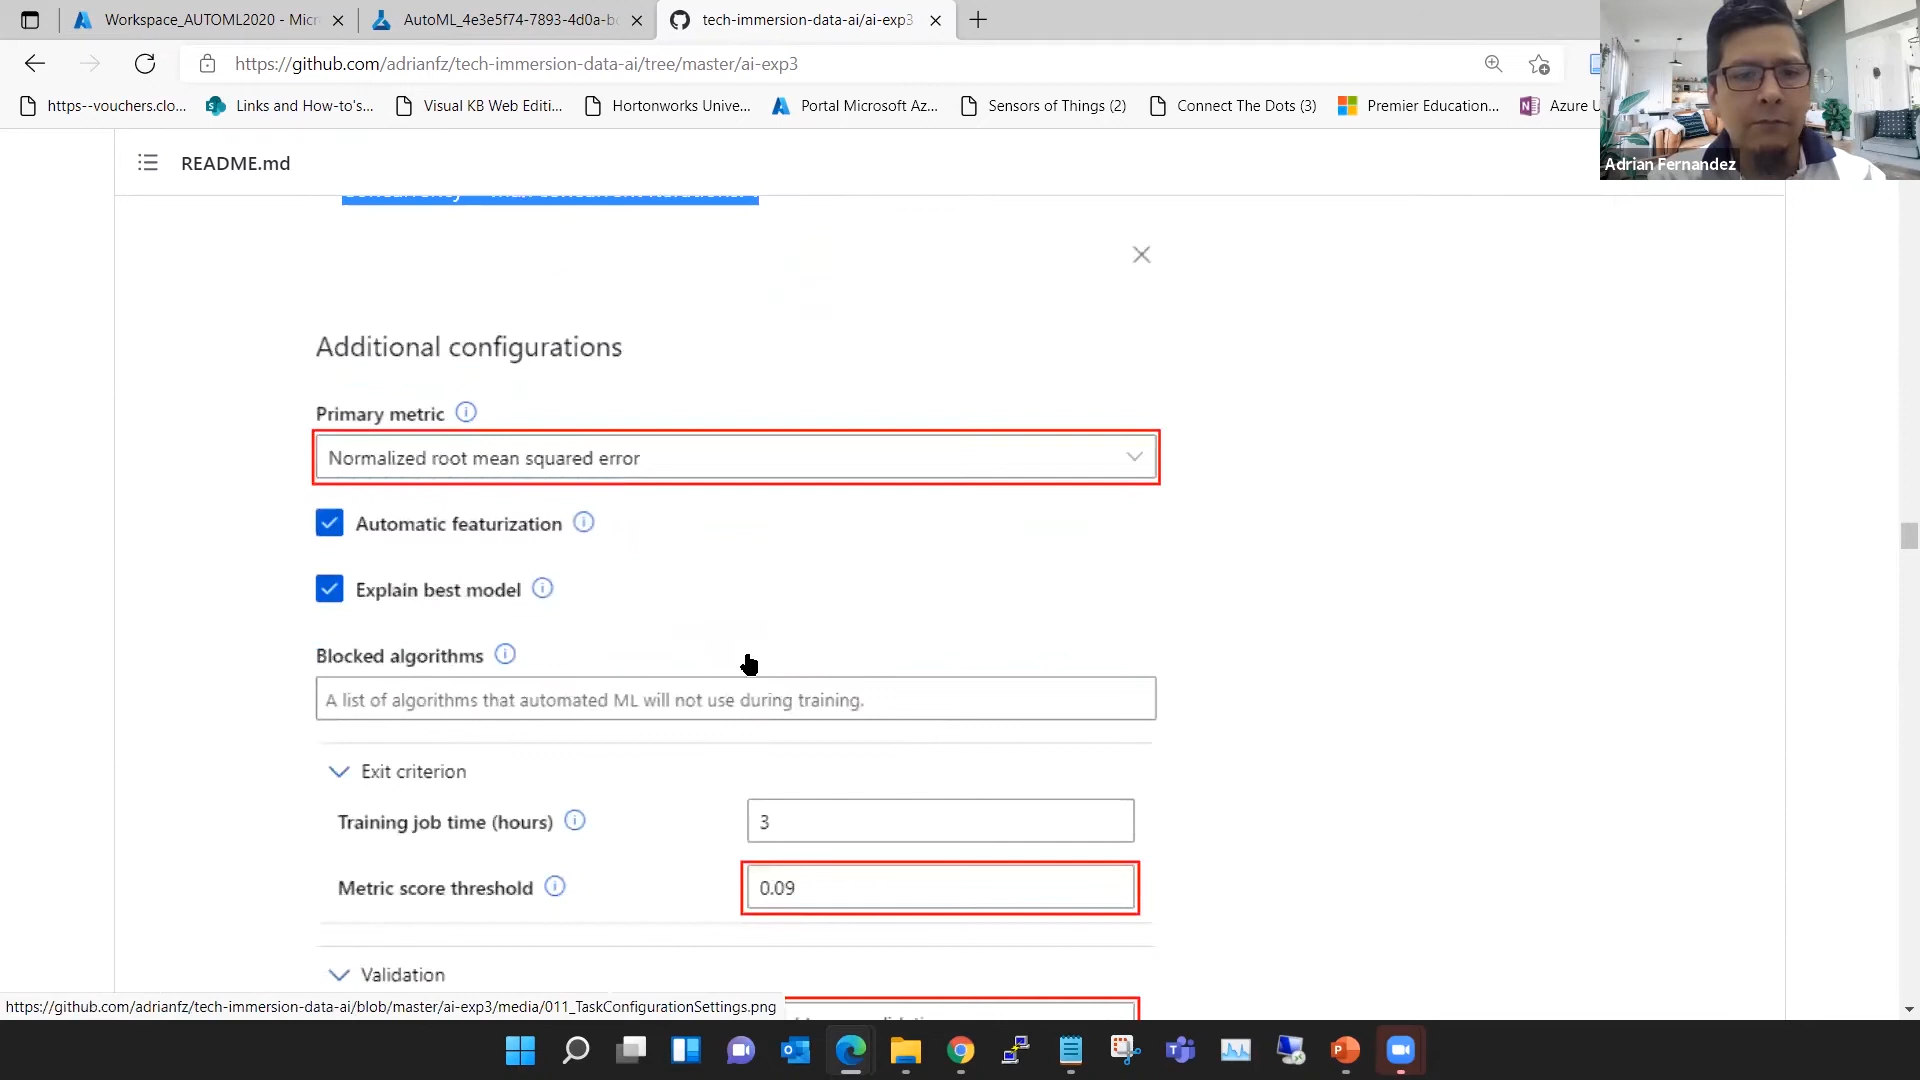 Workspace_AUTOML2020 - Micr
AutoML_4e3e5f74-7893-4d0a-bc
tech-immersion-data-ai/ai-exp3
https://github.com/adrianfz/tech-immersion-data-ai/tree/master/ai-exp3
https--vouchers.clo...
Links and How-to's...
Visual KB Web Editi...
Hortonworks Unive...
Portal Microsoft Az...
Sensors of Things (2)
Connect The Dots (3)
Premier Education...
Azure U
Adrian Fernandez
README.md
Additional configurations
Primary metric
Normalized root mean squared error
Automatic featurization
Explain best model
Blocked algorithms
A list of algorithms that automated ML will not use during training.
Exit criterion
Training job time (hours)
3
Metric score threshold
0.09
Validation
https://github.com/adrianfz/tech-immersion-data-ai/blob/master/ai-exp3/media/011_TaskConfigurationSettings.png